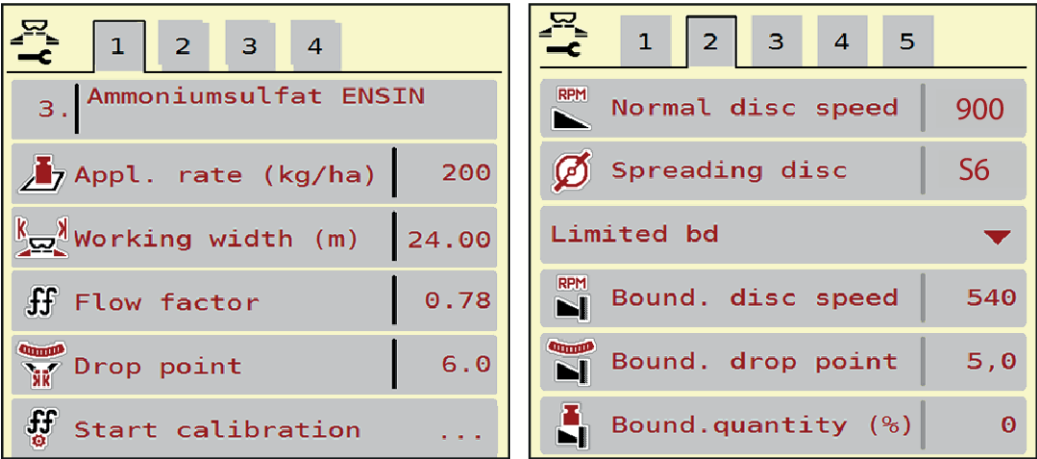 1 2 3 4
3. Ammoniumsulfat ENSIN
Appl. rate (kg/ha) 200
Working width (m) 24.00
Flow factor 0.78
Drop point 6.0
Start calibration ...
1 2 3 4 5
RPM Normal disc speed 900
Spreading disc S6
Limited bd
RPM Bound. disc speed 540
Bound. drop point 5,0
Bound.quantity (%) 0